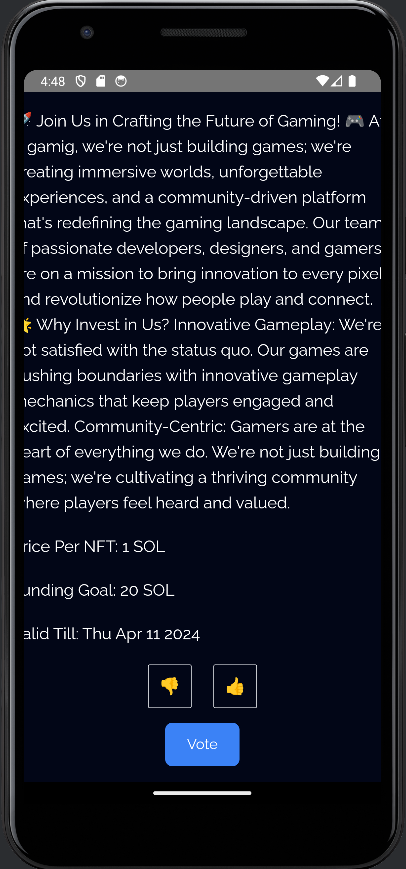 4:48
🚀 Join Us in Crafting the Future of Gaming! 🎮 At
gamig, we're not just building games; we're
reating immersive worlds, unforgettable
xperiences, and a community-driven platform
hat's redefining the gaming landscape. Our team
f passionate developers, designers, and gamers
re on a mission to bring innovation to every pixel
nd revolutionize how people play and connect.
🌟 Why Invest in Us? Innovative Gameplay: We're
ot satisfied with the status quo. Our games are
ushing boundaries with innovative gameplay
mechanics that keep players engaged and
xcited. Community-Centric: Gamers are at the
eart of everything we do. We're not just building
ames; we're cultivating a thriving community
where players feel heard and valued.
rice Per NFT: 1 SOL
unding Goal: 20 SOL
alid Till: Thu Apr 11 2024
👎 👍
Vote